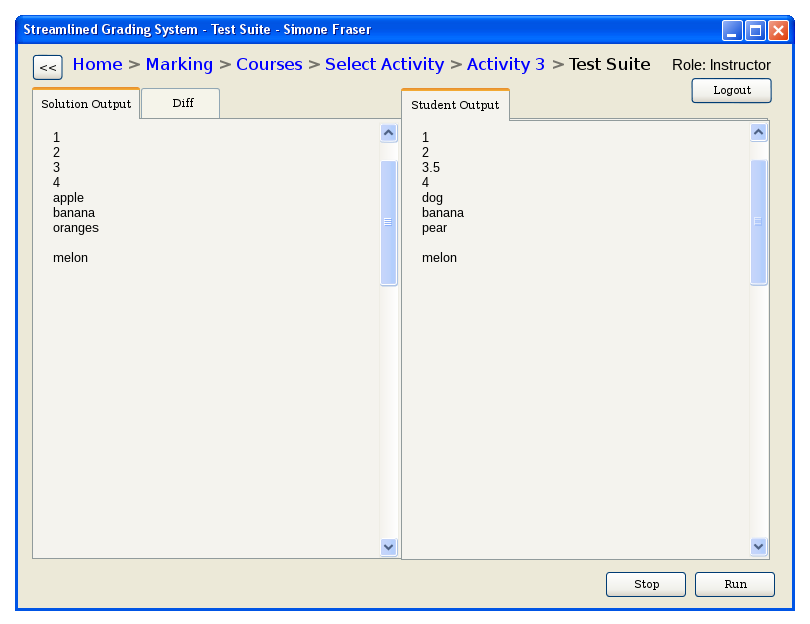 Streamlined Grading System - Test Suite - Simone Fraser
<< Home > Marking > Courses > Select Activity > Activity 3 > Test Suite Role: Instructor
Logout
Solution Output Diff
1
2
3
4
apple
banana
oranges
melon
Student Output
1
2
3.5
4
dog
banana
pear
melon
Stop Run